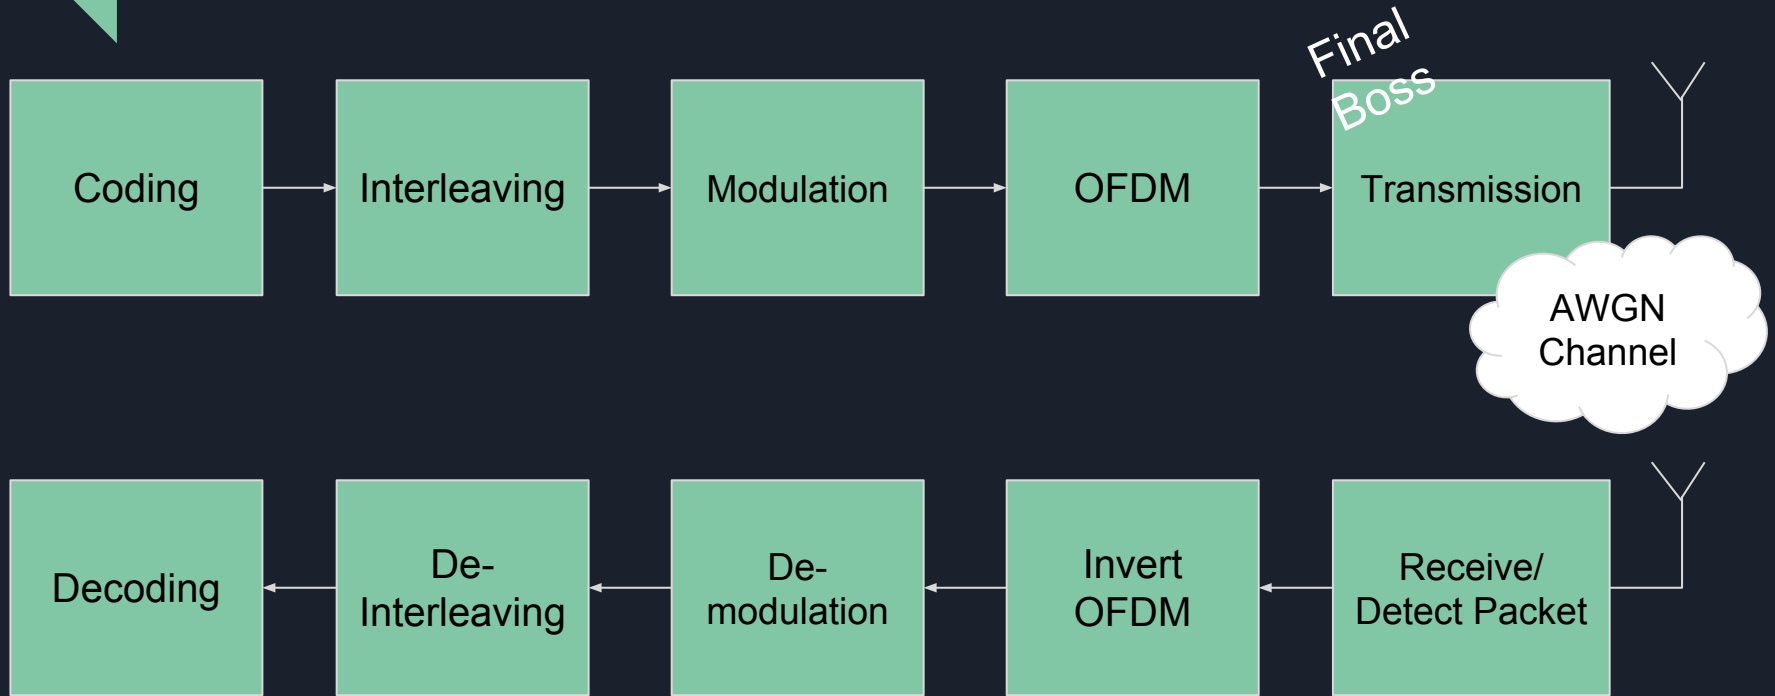 Final
Boss
Coding
Interleaving
Modulation
OFDM
Transmission
AWGN
Channel
Decoding
De-
Interleaving
De-
modulation
Invert
OFDM
Receive/
Detect Packet